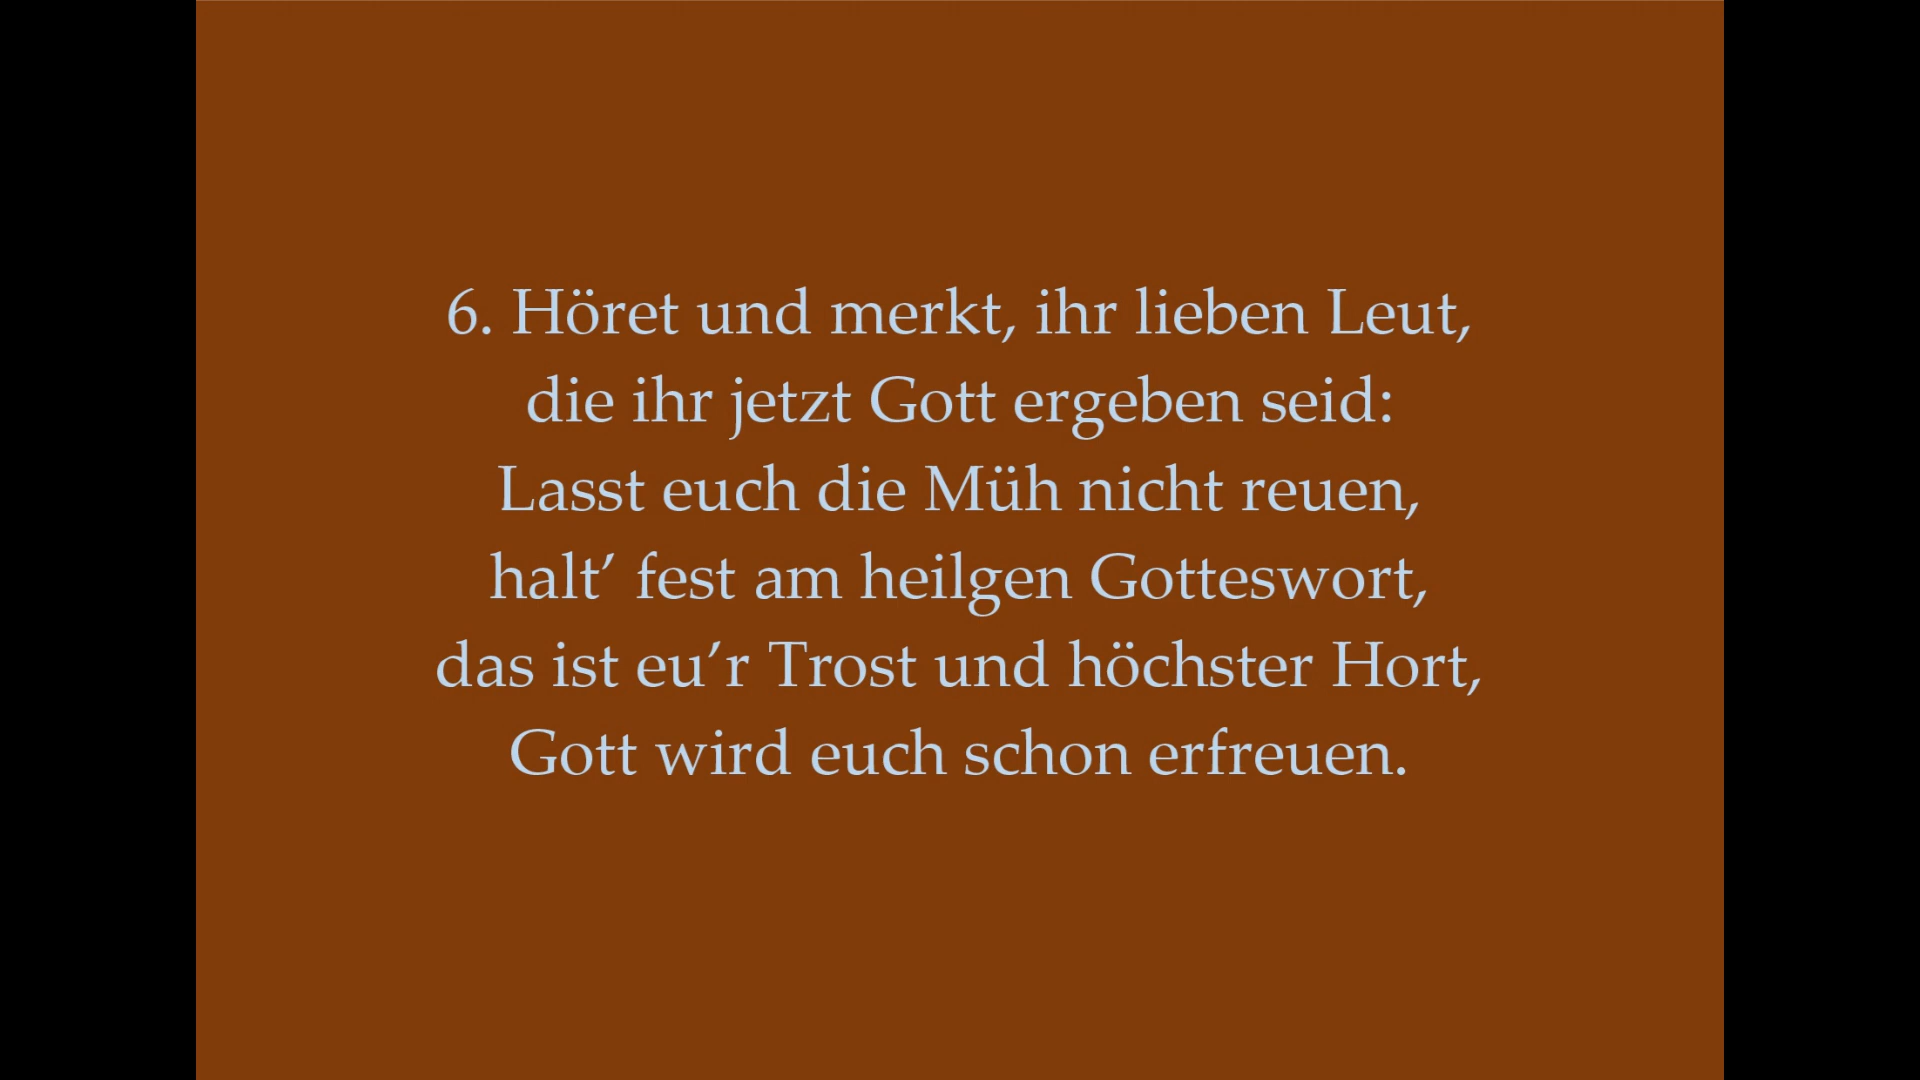 6. Höret und merkt, ihr lieben Leut,
die ihr jetzt Gott ergeben seid:
Lasst euch die Müh nicht reuen,
halt’ fest am heilgen Gotteswort,
das ist eu’r Trost und höchster Hort,
Gott wird euch schon erfreuen.